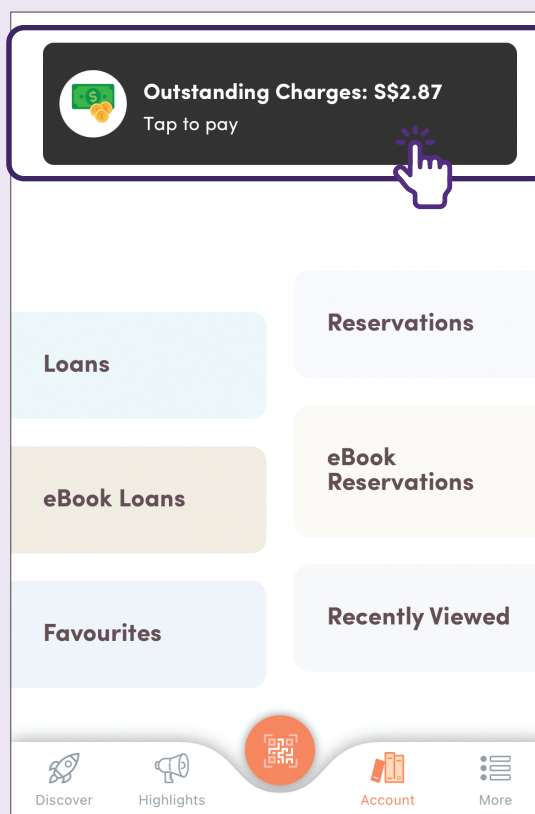 Outstanding Charges: S$2.87
Tap to pay
Loans
Reservations
eBook Loans
eBook
Reservations
Favourites
Recently Viewed
Discover
Highlights
Account
More